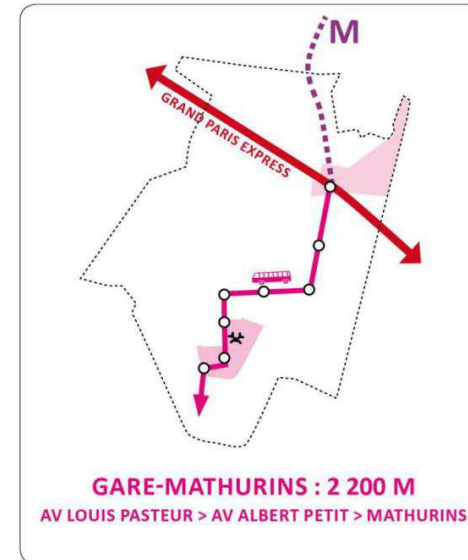 M
GRAND PARIS EXPRESS
GARE-MATHURINS : 2 200 M
AV LOUIS PASTEUR > AV ALBERT PETIT > MATHURINS